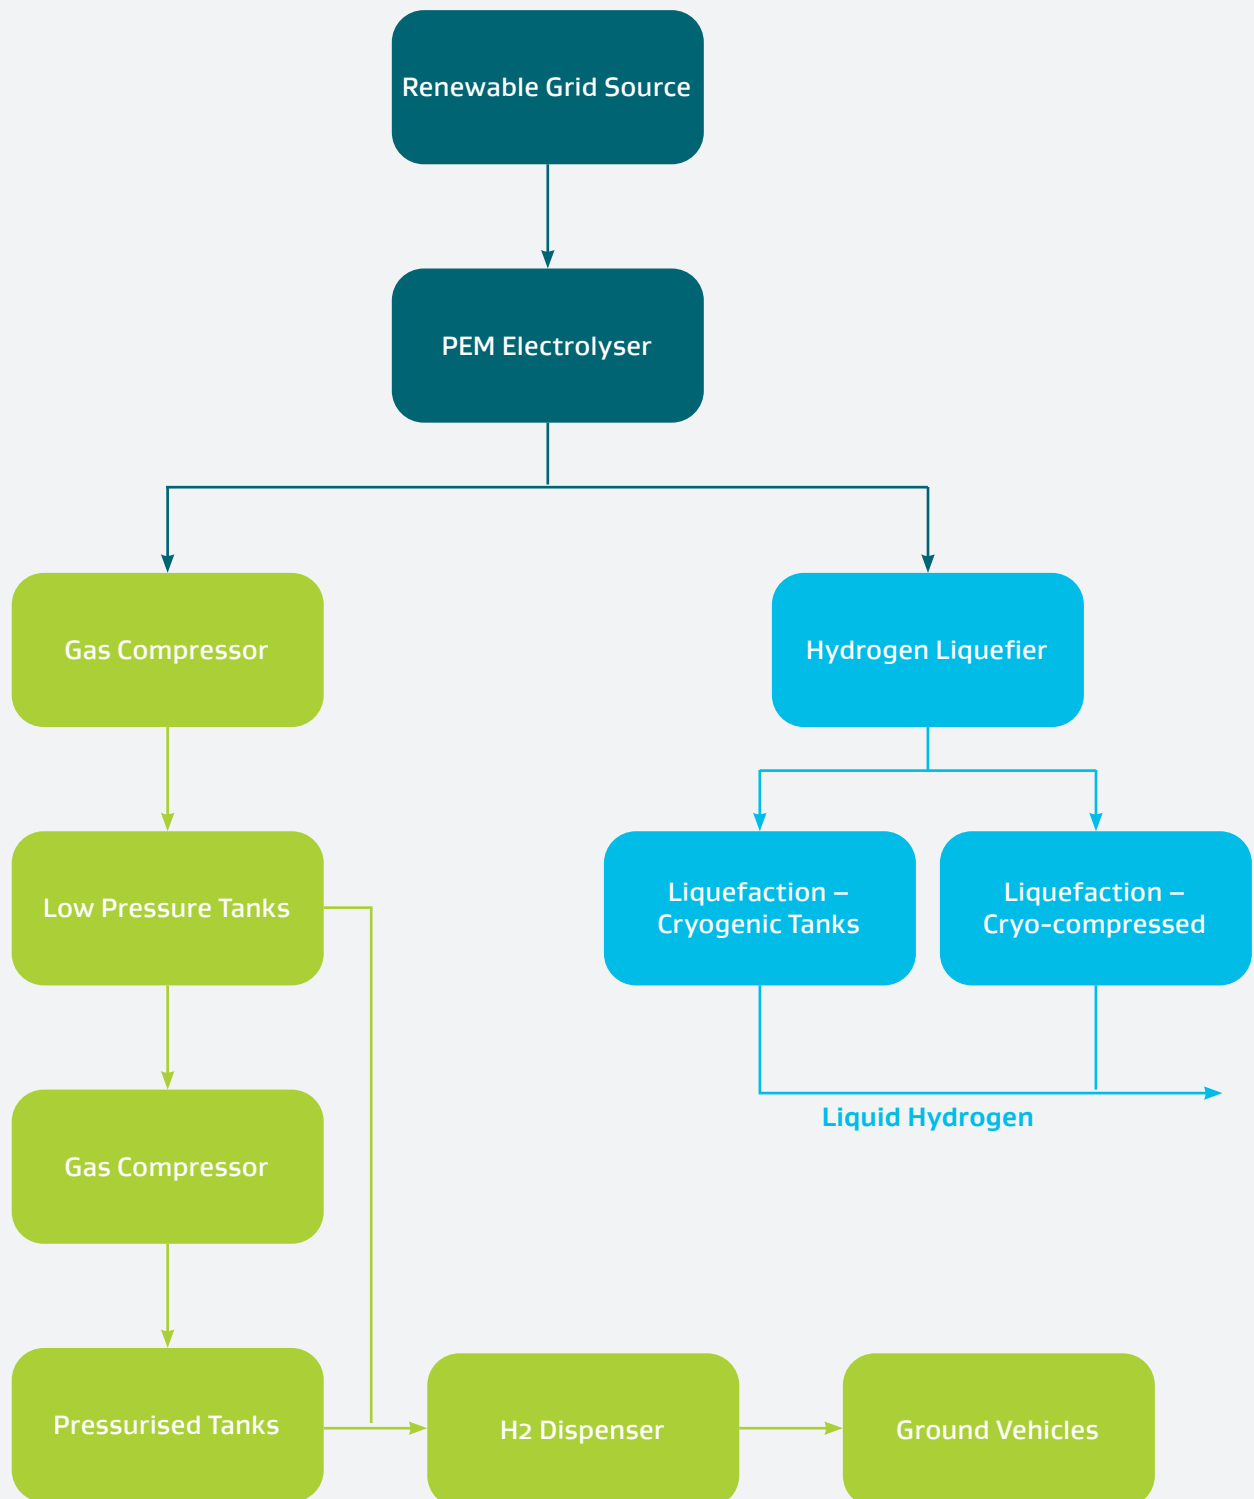 Renewable Grid Source
PEM Electrolyser
Gas Compressor
Hydrogen Liquefier
Low Pressure Tanks
Liquefaction –
Cryogenic Tanks
Liquefaction –
Cryo-compressed
Gas Compressor
Liquid Hydrogen
Pressurised Tanks
H2 Dispenser
Ground Vehicles